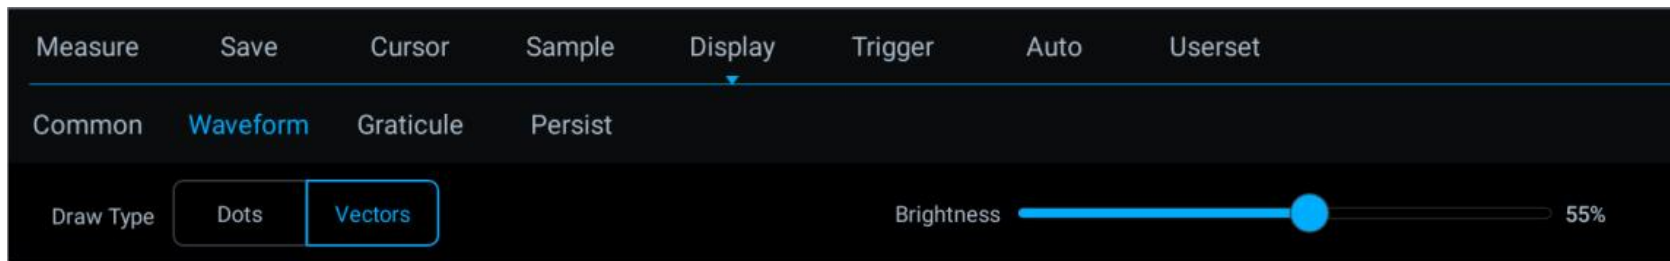 Measure Save Cursor Sample Display Trigger Auto Userset
Common Waveform Graticule Persist
Draw Type Dots Vectors Brightness 55%